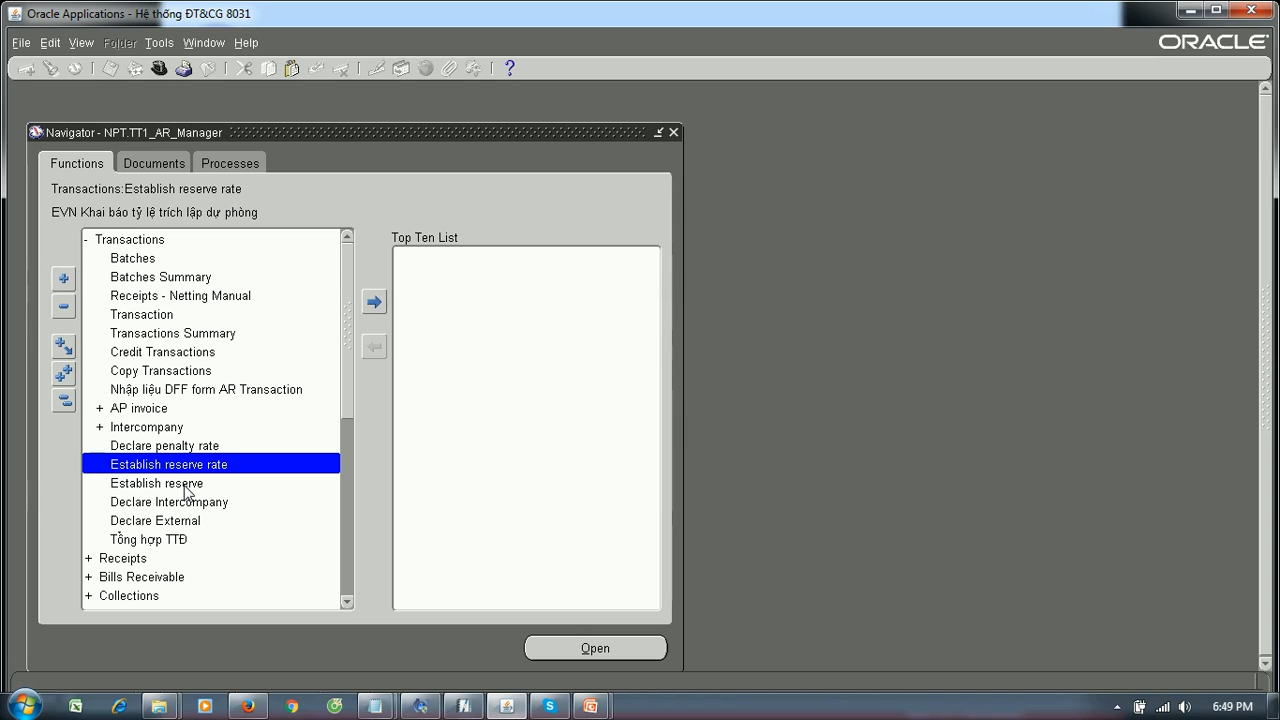 Oracle Applications - Hệ thống ĐT&CG 8031
File Edit View Folder Tools Window Help
ORACLE
Navigator - NPT.TT1_AR_Manager
Functions Documents Processes
Transactions:Establish reserve rate
EVN Khai báo tỷ lệ trích lập dự phòng
Top Ten List
- Transactions
Batches
Batches Summary
Receipts - Netting Manual
Transaction
Transactions Summary
Credit Transactions
Copy Transactions
Nhập liệu DFF form AR Transaction
+ AP invoice
+ Intercompany
Declare penalty rate
Establish reserve rate
Establish reserve
Declare Intercompany
Declare External
Tổng hợp TTĐ
+ Receipts
+ Bills Receivable
+ Collections
Open
6:49 PM